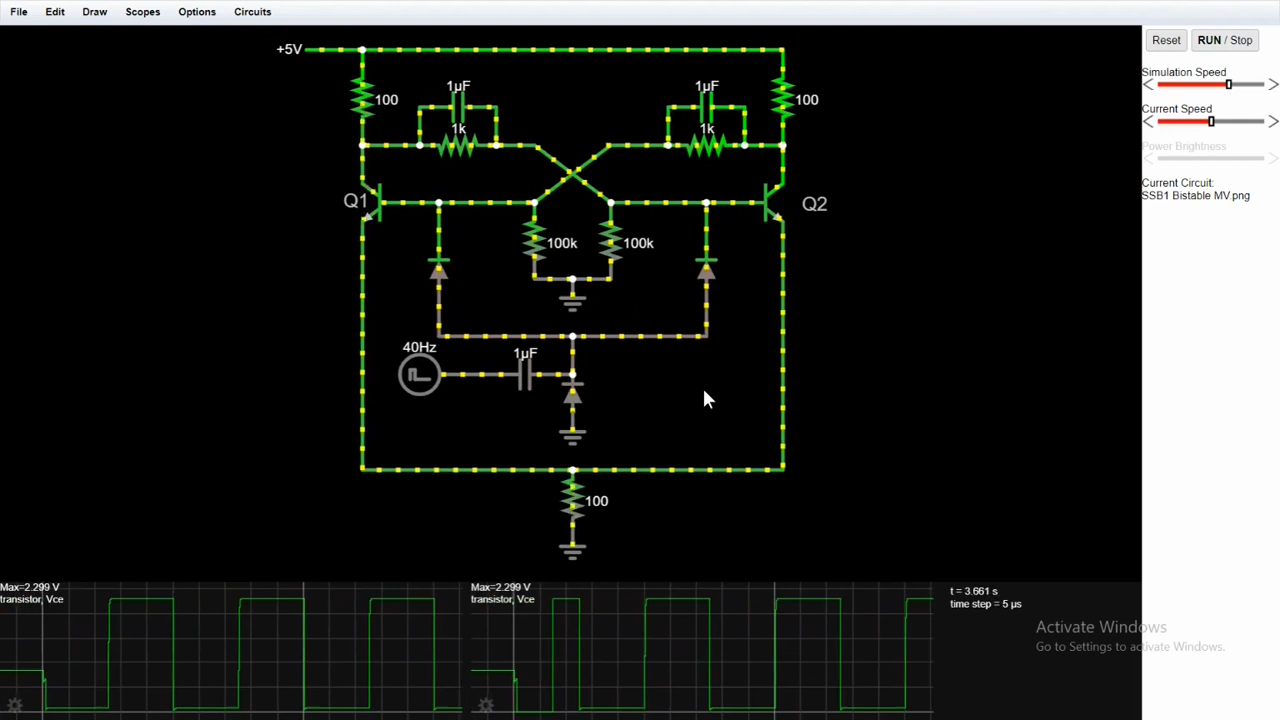 File Edit Draw Scopes Options Circuits
Reset RUN / Stop
Simulation Speed
Current Speed
Power Brightness
Current Circuit:
SSB1 Bistable MV.png
+5V
1µF 1µF
100 100
1k 1k
Q1 Q2
100k 100k
40Hz
1µF
100
Max=2.299 V
transistor, Vce
Max=2.299 V
transistor, Vce
t = 3.661 s
time step = 5 µs
Activate Windows
Go to Settings to activate Windows.